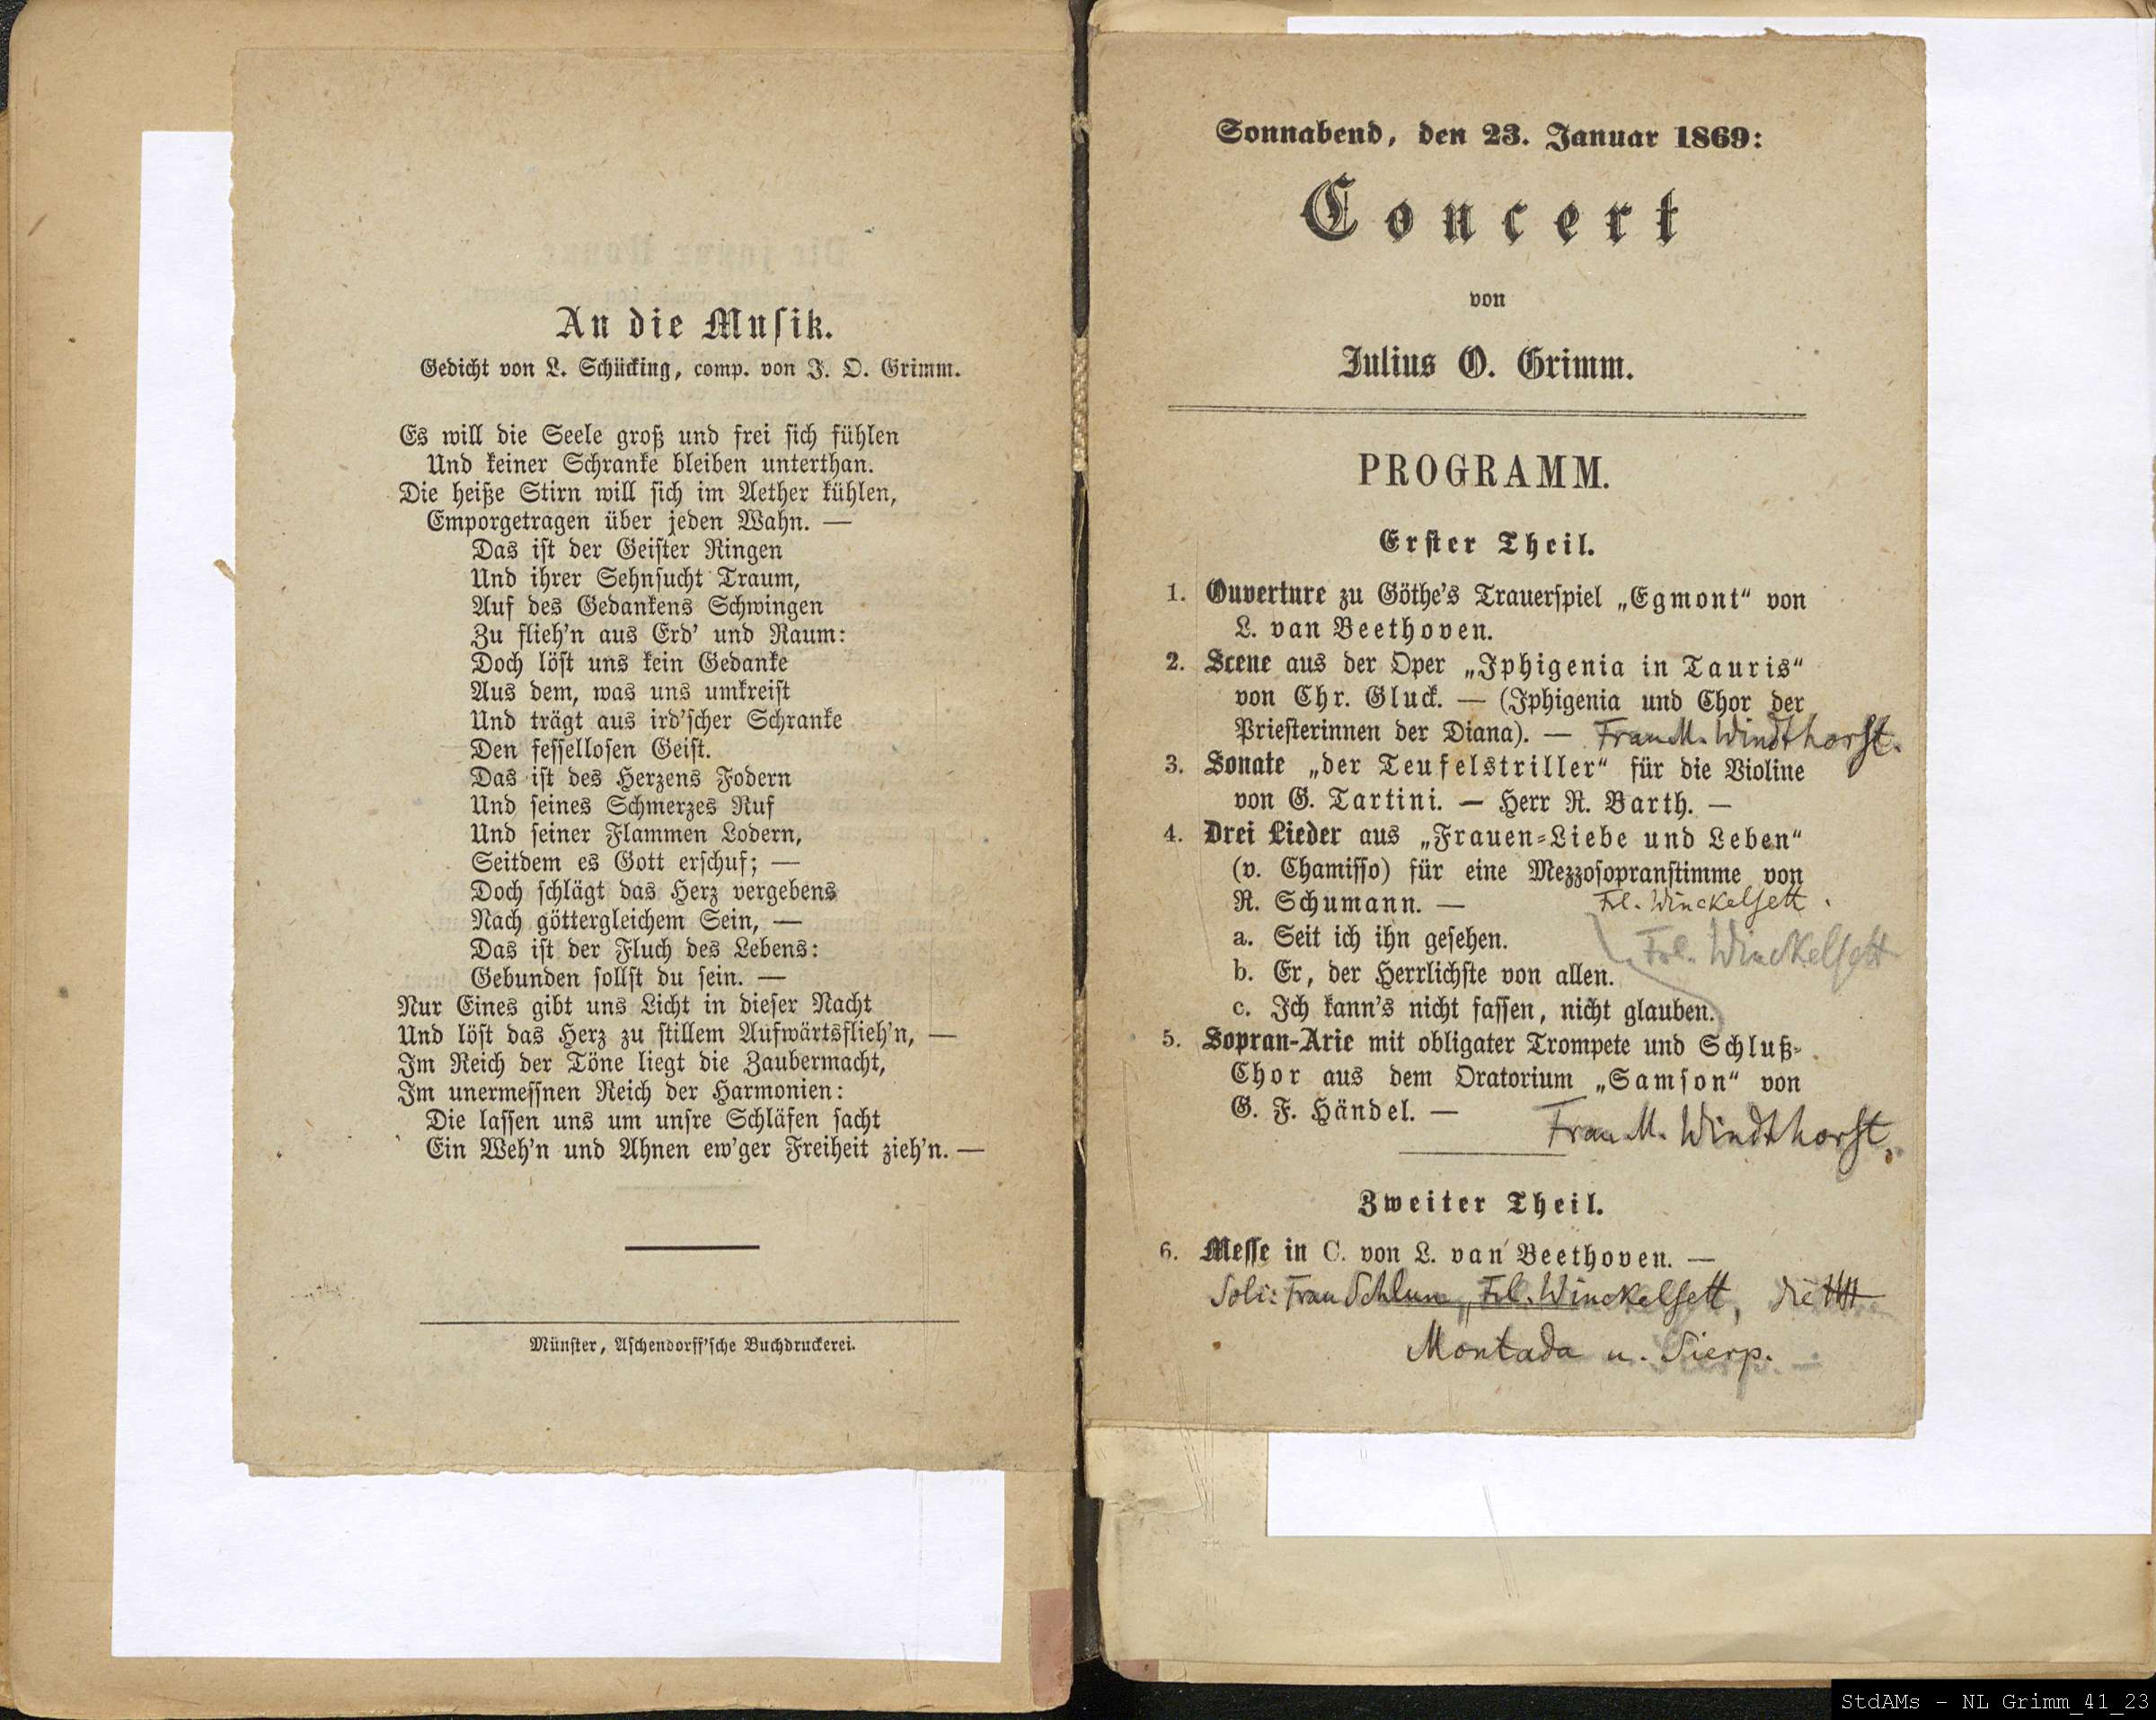 An die Musik.
Gedicht von L. Schücking, comp. von J. O. Grimm.
Es will die Seele groß und frei sich fühlen
Und keiner Schranke bleiben unterthan.
Die heiße Stirn will sich im Aether kühlen,
Emporgetragen über jeden Wahn. —
Das ist der Geister Ringen
Und ihrer Sehnsucht Traum,
Auf des Gedankens Schwingen
Zu flieh'n aus Erd' und Raum:
Doch löst uns kein Gedanke
Aus dem, was uns umkreist
Und trägt aus ird'scher Schranke
Den fessellosen Geist.
Das ist des Herzens Fodern
Und seines Schmerzes Ruf
Und seiner Flammen Lodern,
Seitdem es Gott erschuf; —
Doch schlägt das Herz vergebens
Nach göttergleichem Sein, —
Das ist der Fluch des Lebens:
Gebunden sollst du sein. —
Nur Eines gibt uns Licht in dieser Nacht
Und löst das Herz zu stillem Aufwärtsflieh'n, —
Im Reich der Töne liegt die Zaubermacht,
Im unermessnen Reich der Harmonien:
Die lassen uns um unsre Schläfen sacht
Ein Weh'n und Ahnen ew'ger Freiheit zieh'n. —
Münster, Aschendorff'sche Buchdruckerei.
Sonnabend, den 23. Januar 1869:
Concert
von
Julius O. Grimm.
PROGRAMM.
Erster Theil.
1. Ouverture zu Göthe's Trauerspiel „Egmont“ von
L. van Beethoven.
2. Scene aus der Oper „Iphigenia in Tauris“
von Chr. Gluck. — (Iphigenia und Chor der
Priesterinnen der Diana). — Frau M. Windthorst.
3. Sonate „der Teufelstriller“ für die Violine
von G. Tartini. — Herr R. Barth. —
4. Drei Lieder aus „Frauen-Liebe und Leben“
(v. Chamisso) für eine Mezzosopranstimme von
R. Schumann. — Frl. Winckelsett.
a. Seit ich ihn gesehen. Frl. Winckelsett
b. Er, der Herrlichste von allen.
c. Ich kann's nicht fassen, nicht glauben.
5. Sopran-Arie mit obligater Trompete und Schluß-
Chor aus dem Oratorium „Samson“ von
G. F. Händel. — Frau M. Windthorst.
Zweiter Theil.
6. Messe in C. von L. van Beethoven. —
Soli: Frau Frl. Winckelsett, die HH
Montada u. Sierp.
StdAMs - NL Grimm_41_23